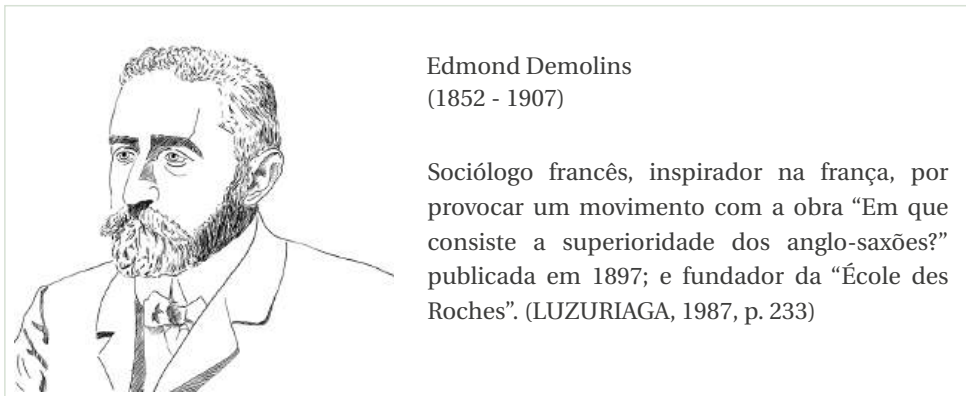 Edmond Demolins
(1852 - 1907)
Sociólogo francês, inspirador na frança, por
provocar um movimento com a obra “Em que
consiste a superioridade dos anglo-saxões?”
publicada em 1897; e fundador da “École des
Roches”. (LUZURIAGA, 1987, p. 233)